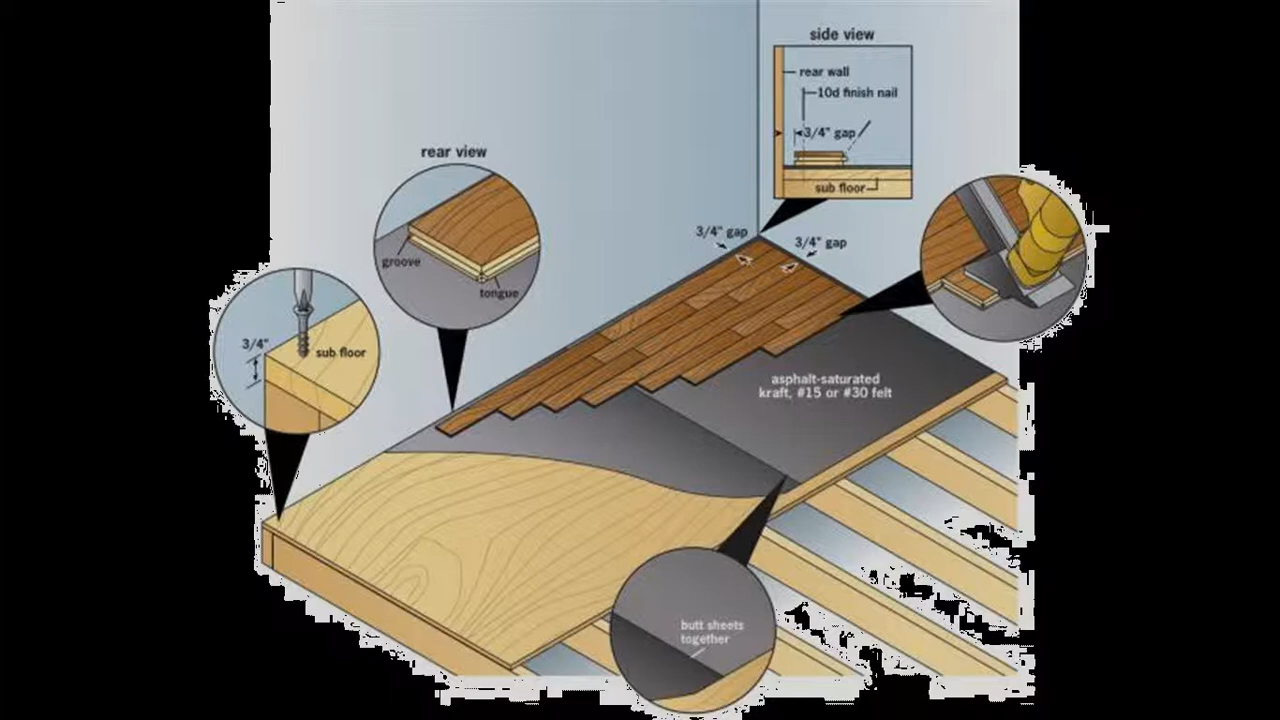 side view
rear wall
10d finish nail
3/4" gap
sub floor
rear view
groove
tongue
3/4" gap
3/4" gap
3/4"
sub floor
asphalt-saturated
kraft, #15 or #30 felt
butt sheets
together